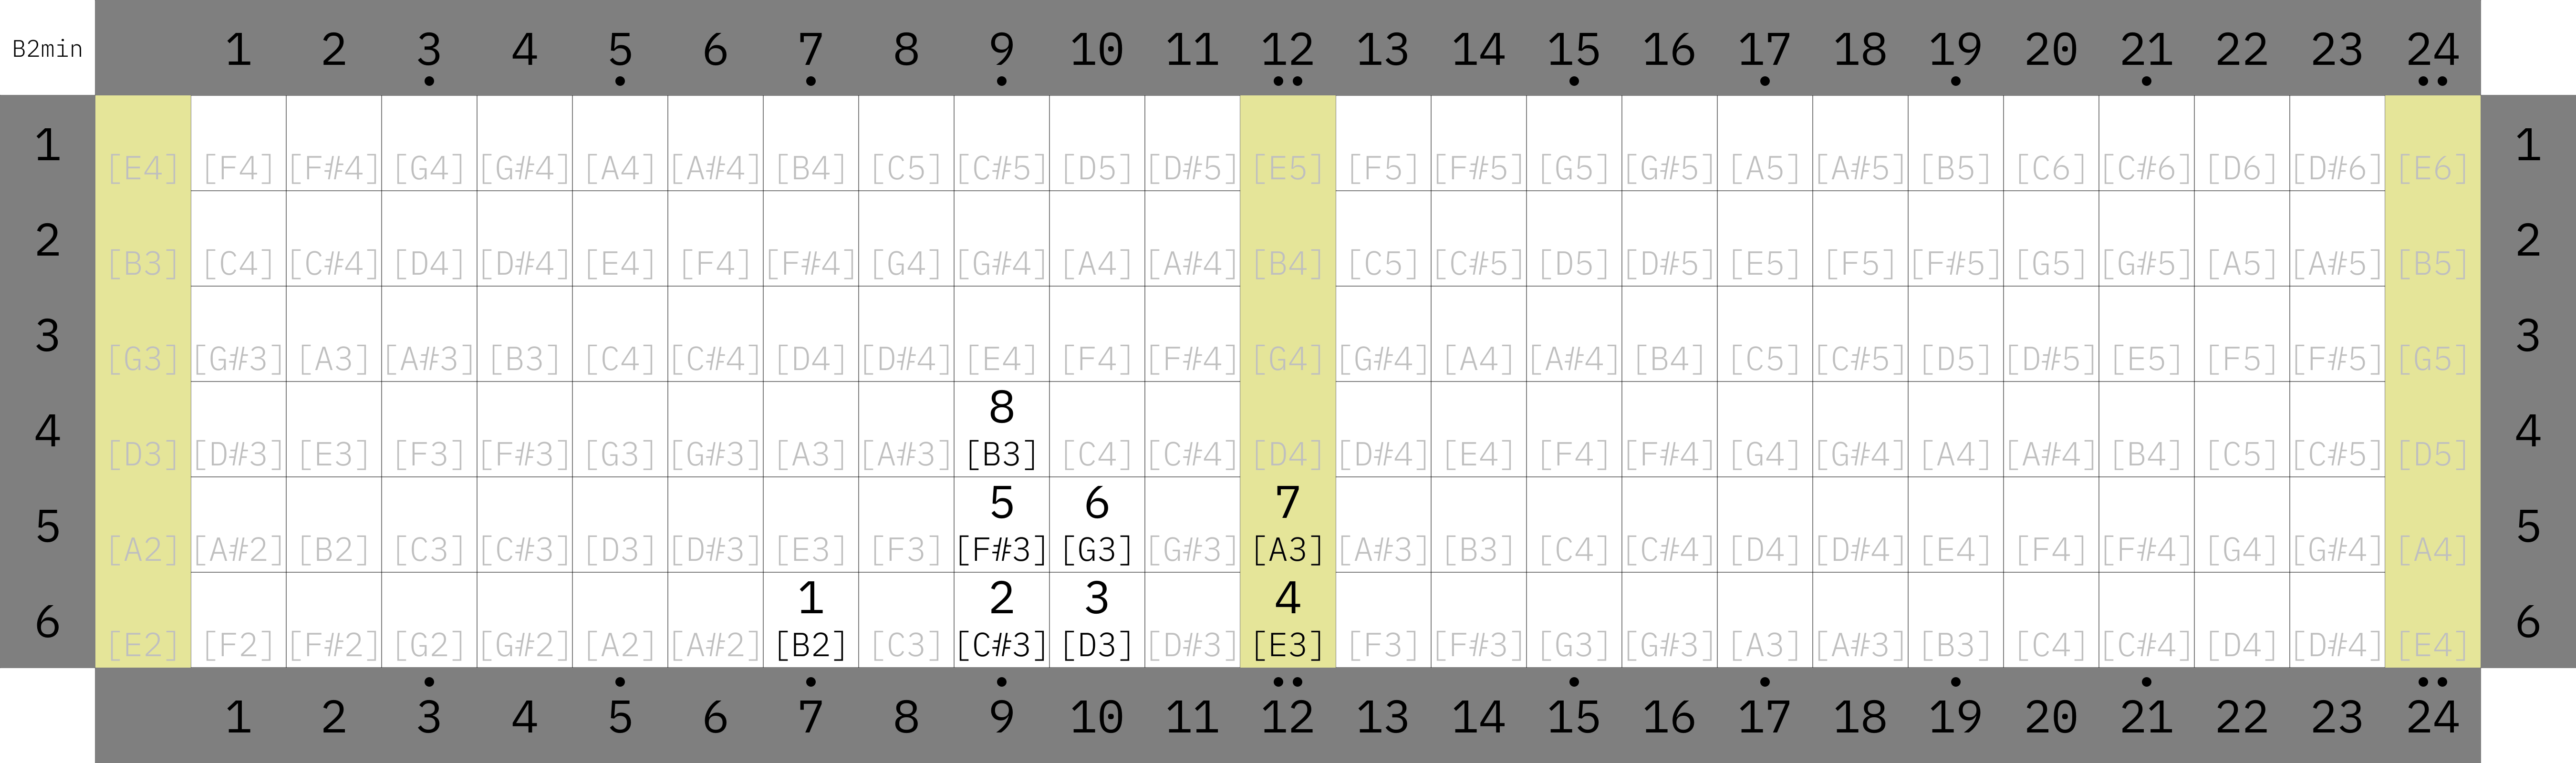 B2min 1 2 3 4 5 6 7 8 9 10 11 12 13 14 15 16 17 18 19 20 21 22 23 24
1 [E4] [F4] [F#4] [G4] [G#4] [A4] [A#4] [B4] [C5] [C#5] [D5] [D#5] [E5] [F5] [F#5] [G5] [G#5] [A5] [A#5] [B5] [C6] [C#6] [D6] [D#6] [E6] 1
2 [B3] [C4] [C#4] [D4] [D#4] [E4] [F4] [F#4] [G4] [G#4] [A4] [A#4] [B4] [C5] [C#5] [D5] [D#5] [E5] [F5] [F#5] [G5] [G#5] [A5] [A#5] [B5] 2
3 [G3] [G#3] [A3] [A#3] [B3] [C4] [C#4] [D4] [D#4] [E4] [F4] [F#4] [G4] [G#4] [A4] [A#4] [B4] [C5] [C#5] [D5] [D#5] [E5] [F5] [F#5] [G5] 3
8
4 [D3] [D#3] [E3] [F3] [F#3] [G3] [G#3] [A3] [A#3] [B3] [C4] [C#4] [D4] [D#4] [E4] [F4] [F#4] [G4] [G#4] [A4] [A#4] [B4] [C5] [C#5] [D5] 4
5 6 7
5 [A2] [A#2] [B2] [C3] [C#3] [D3] [D#3] [E3] [F3] [F#3] [G3] [G#3] [A3] [A#3] [B3] [C4] [C#4] [D4] [D#4] [E4] [F4] [F#4] [G4] [G#4] [A4] 5
1 2 3 4
6 [E2] [F2] [F#2] [G2] [G#2] [A2] [A#2] [B2] [C3] [C#3] [D3] [D#3] [E3] [F3] [F#3] [G3] [G#3] [A3] [A#3] [B3] [C4] [C#4] [D4] [D#4] [E4] 6
1 2 3 4 5 6 7 8 9 10 11 12 13 14 15 16 17 18 19 20 21 22 23 24